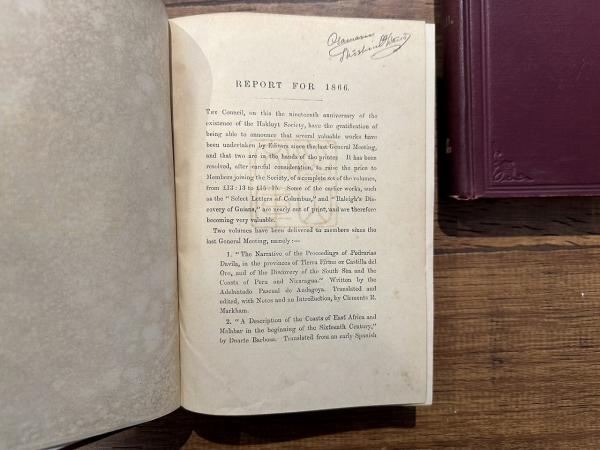 REPORT FOR 1866.
THE Council, on this the nineteenth anniversary of the
existence of the Hakluyt Society, have the gratification of
being able to announce that several valuable works have
been undertaken by Editors since the last General Meeting,
and that two are in the hands of the printer. It has been
resolved, after careful consideration, to raise the price to
Members joining the Society, of a complete set of the volumes,
from £13 : 13 to £15 : 15. Some of the earlier works, such
as the "Select Letters of Columbus," and "Raleigh's Dis-
covery of Guiana," are nearly out of print, and are therefore
becoming very valuable.
Two volumes have been delivered to members since the
last General Meeting, namely :—
1. "The Narrative of the Proceedings of Pedrarias
Davila, in the provinces of Tierra Firme or Castilla del
Oro, and of the Discovery of the South Sea and the
Coasts of Peru and Nicaragua." Written by the
Adelantado Pascual de Andagoya. Translated and
edited, with Notes and an Introduction, by Clements R.
Markham.
2. "A Description of the Coasts of East Africa and
Malabar in the beginning of the Sixteenth Century,"
by Duarte Barbosa. Translated from an early Spanish